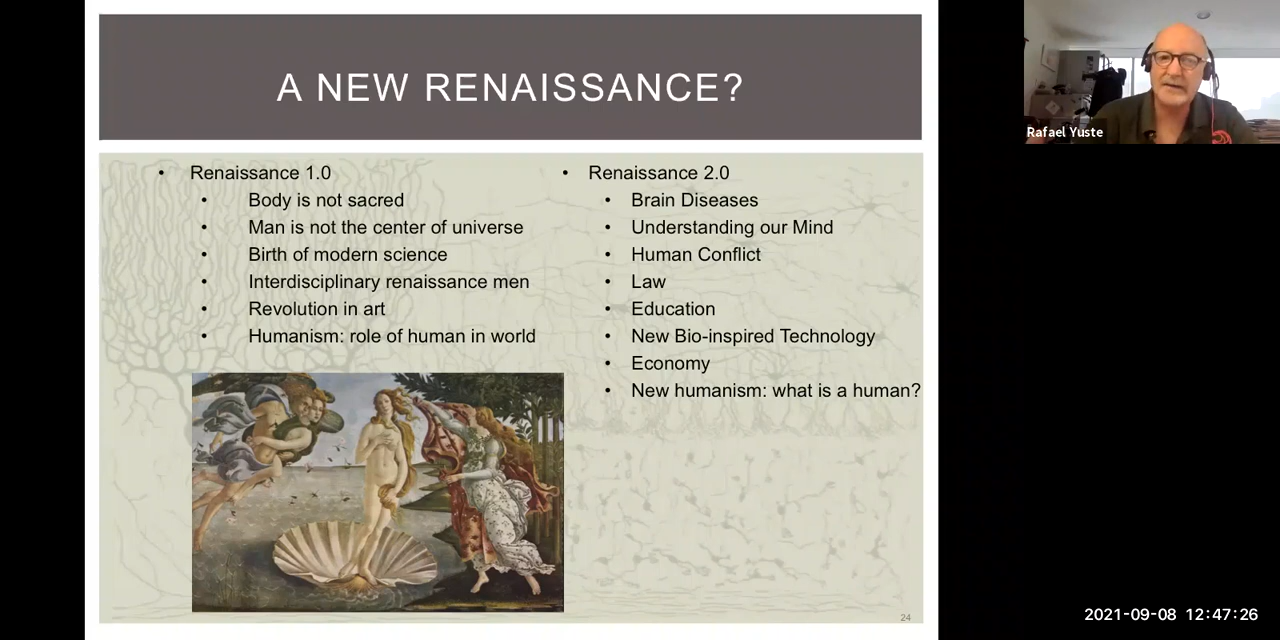 A NEW RENAISSANCE?
• Renaissance 1.0
• Body is not sacred
• Man is not the center of universe
• Birth of modern science
• Interdisciplinary renaissance men
• Revolution in art
• Humanism: role of human in world
• Renaissance 2.0
• Brain Diseases
• Understanding our Mind
• Human Conflict
• Law
• Education
• New Bio-inspired Technology
• Economy
• New humanism: what is a human?
24
Rafael Yuste
2021-09-08 12:47:26